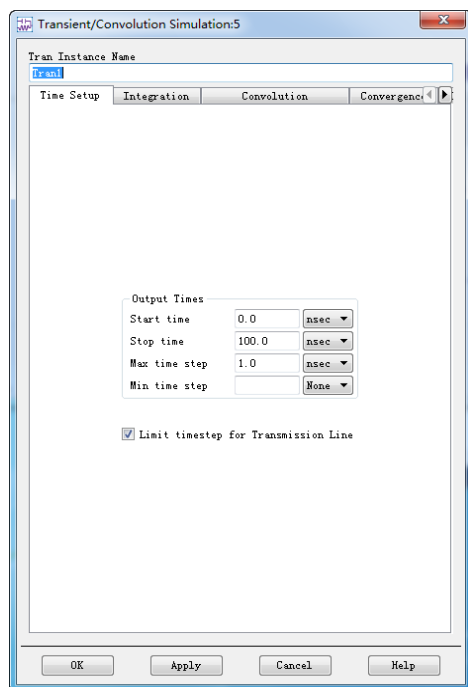 Transient/Convolution Simulation:5
Tran Instance Name
Tran1
Time Setup Integration Convolution Convergence
Output Times
Start time 0.0 nsec
Stop time 100.0 nsec
Max time step 1.0 nsec
Min time step None
Limit timestep for Transmission Line
OK Apply Cancel Help